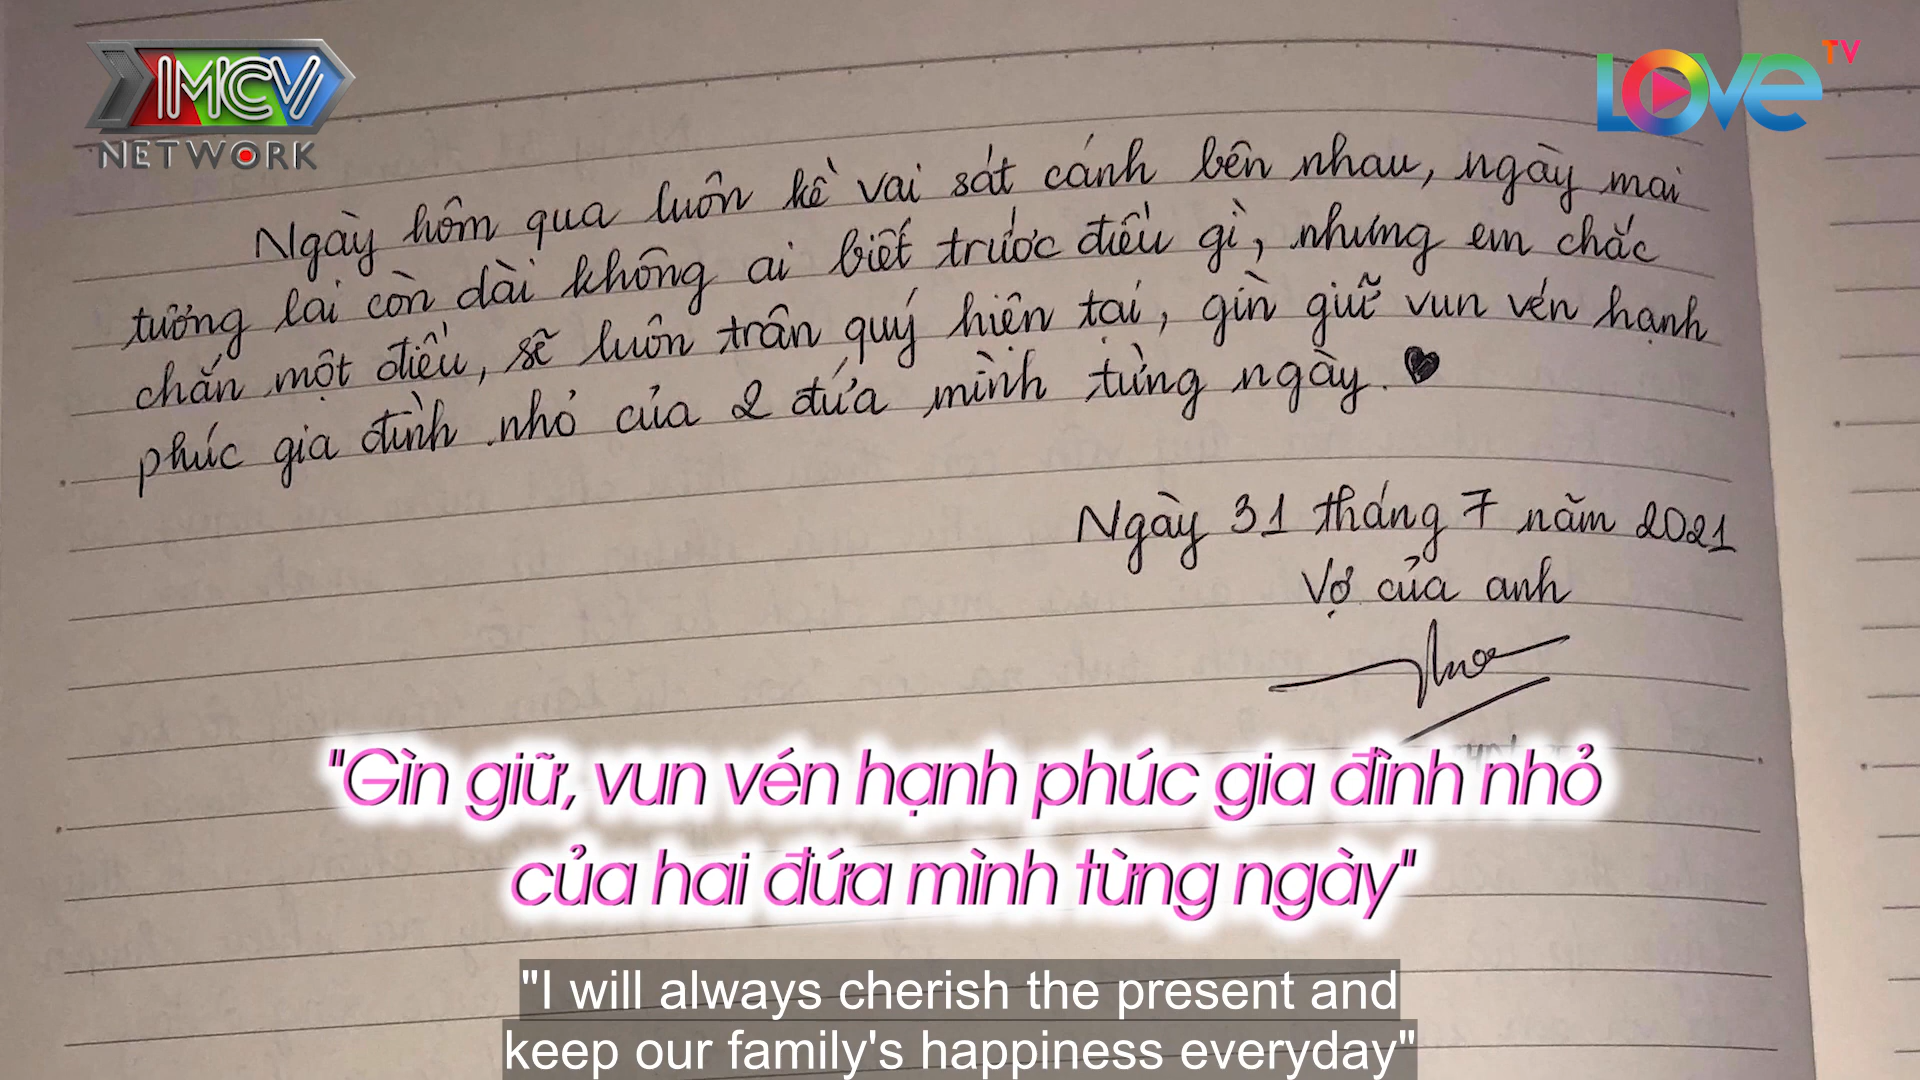 MCV
NETWORK
LOVE TV
Ngày hôm qua luôn kề vai sát cánh bên nhau, ngày mai
tương lai còn dài không ai biết trước điều gì, nhưng em chắc
chắn một điều, sẽ luôn trân quý hiện tại, gìn giữ vun vén hạnh
phúc gia đình nhỏ của 2 đứa mình từng ngày.
Ngày 31 tháng 7 năm 2021
Vợ của anh
"Gìn giữ, vun vén hạnh phúc gia đình nhỏ
của hai đứa mình từng ngày"
"I will always cherish the present and
keep our family's happiness everyday"